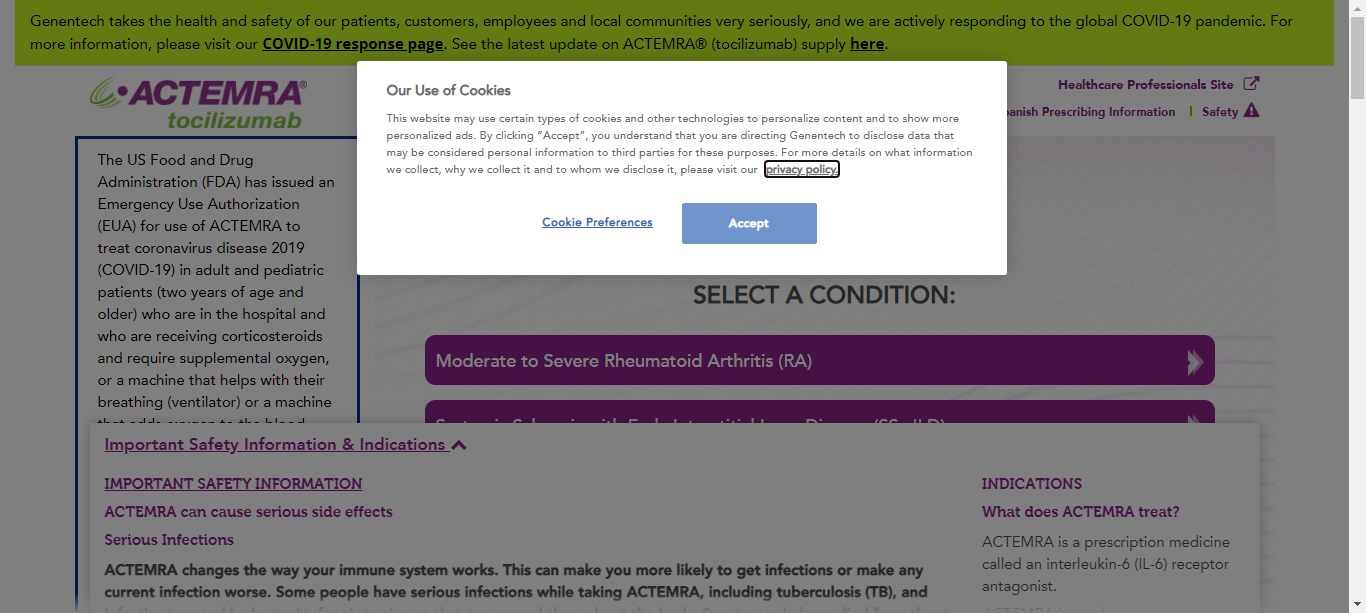 Genentech takes the health and safety of our patients, customers, employees and local communities very seriously, and we are actively responding to the global COVID-19 pandemic. For
more information, please visit our COVID-19 response page. See the latest update on ACTEMRA® (tocilizumab) supply here.
ACTEMRA®
tocilizumab
Healthcare Professionals Site
Prescribing Information | Safety
Our Use of Cookies
This website may use certain types of cookies and other technologies to personalize content and to show more
personalized ads. By clicking “Accept”, you understand that you are directing Genentech to disclose data that
may be considered personal information to third parties for these purposes. For more details on what information
we collect, why we collect it and to whom we disclose it, please visit our privacy policy.
Cookie Preferences
Accept
The US Food and Drug
Administration (FDA) has issued an
Emergency Use Authorization
(EUA) for use of ACTEMRA to
treat coronavirus disease 2019
(COVID-19) in adult and pediatric
patients (two years of age and
older) who are in the hospital and
who are receiving corticosteroids
and require supplemental oxygen,
or a machine that helps with their
breathing (ventilator) or a machine
SELECT A CONDITION:
Moderate to Severe Rheumatoid Arthritis (RA)
Important Safety Information & Indications
IMPORTANT SAFETY INFORMATION
ACTEMRA can cause serious side effects
Serious Infections
ACTEMRA changes the way your immune system works. This can make you more likely to get infections or make any
current infection worse. Some people have serious infections while taking ACTEMRA, including tuberculosis (TB), and
INDICATIONS
What does ACTEMRA treat?
ACTEMRA is a prescription medicine
called an interleukin-6 (IL-6) receptor
antagonist.